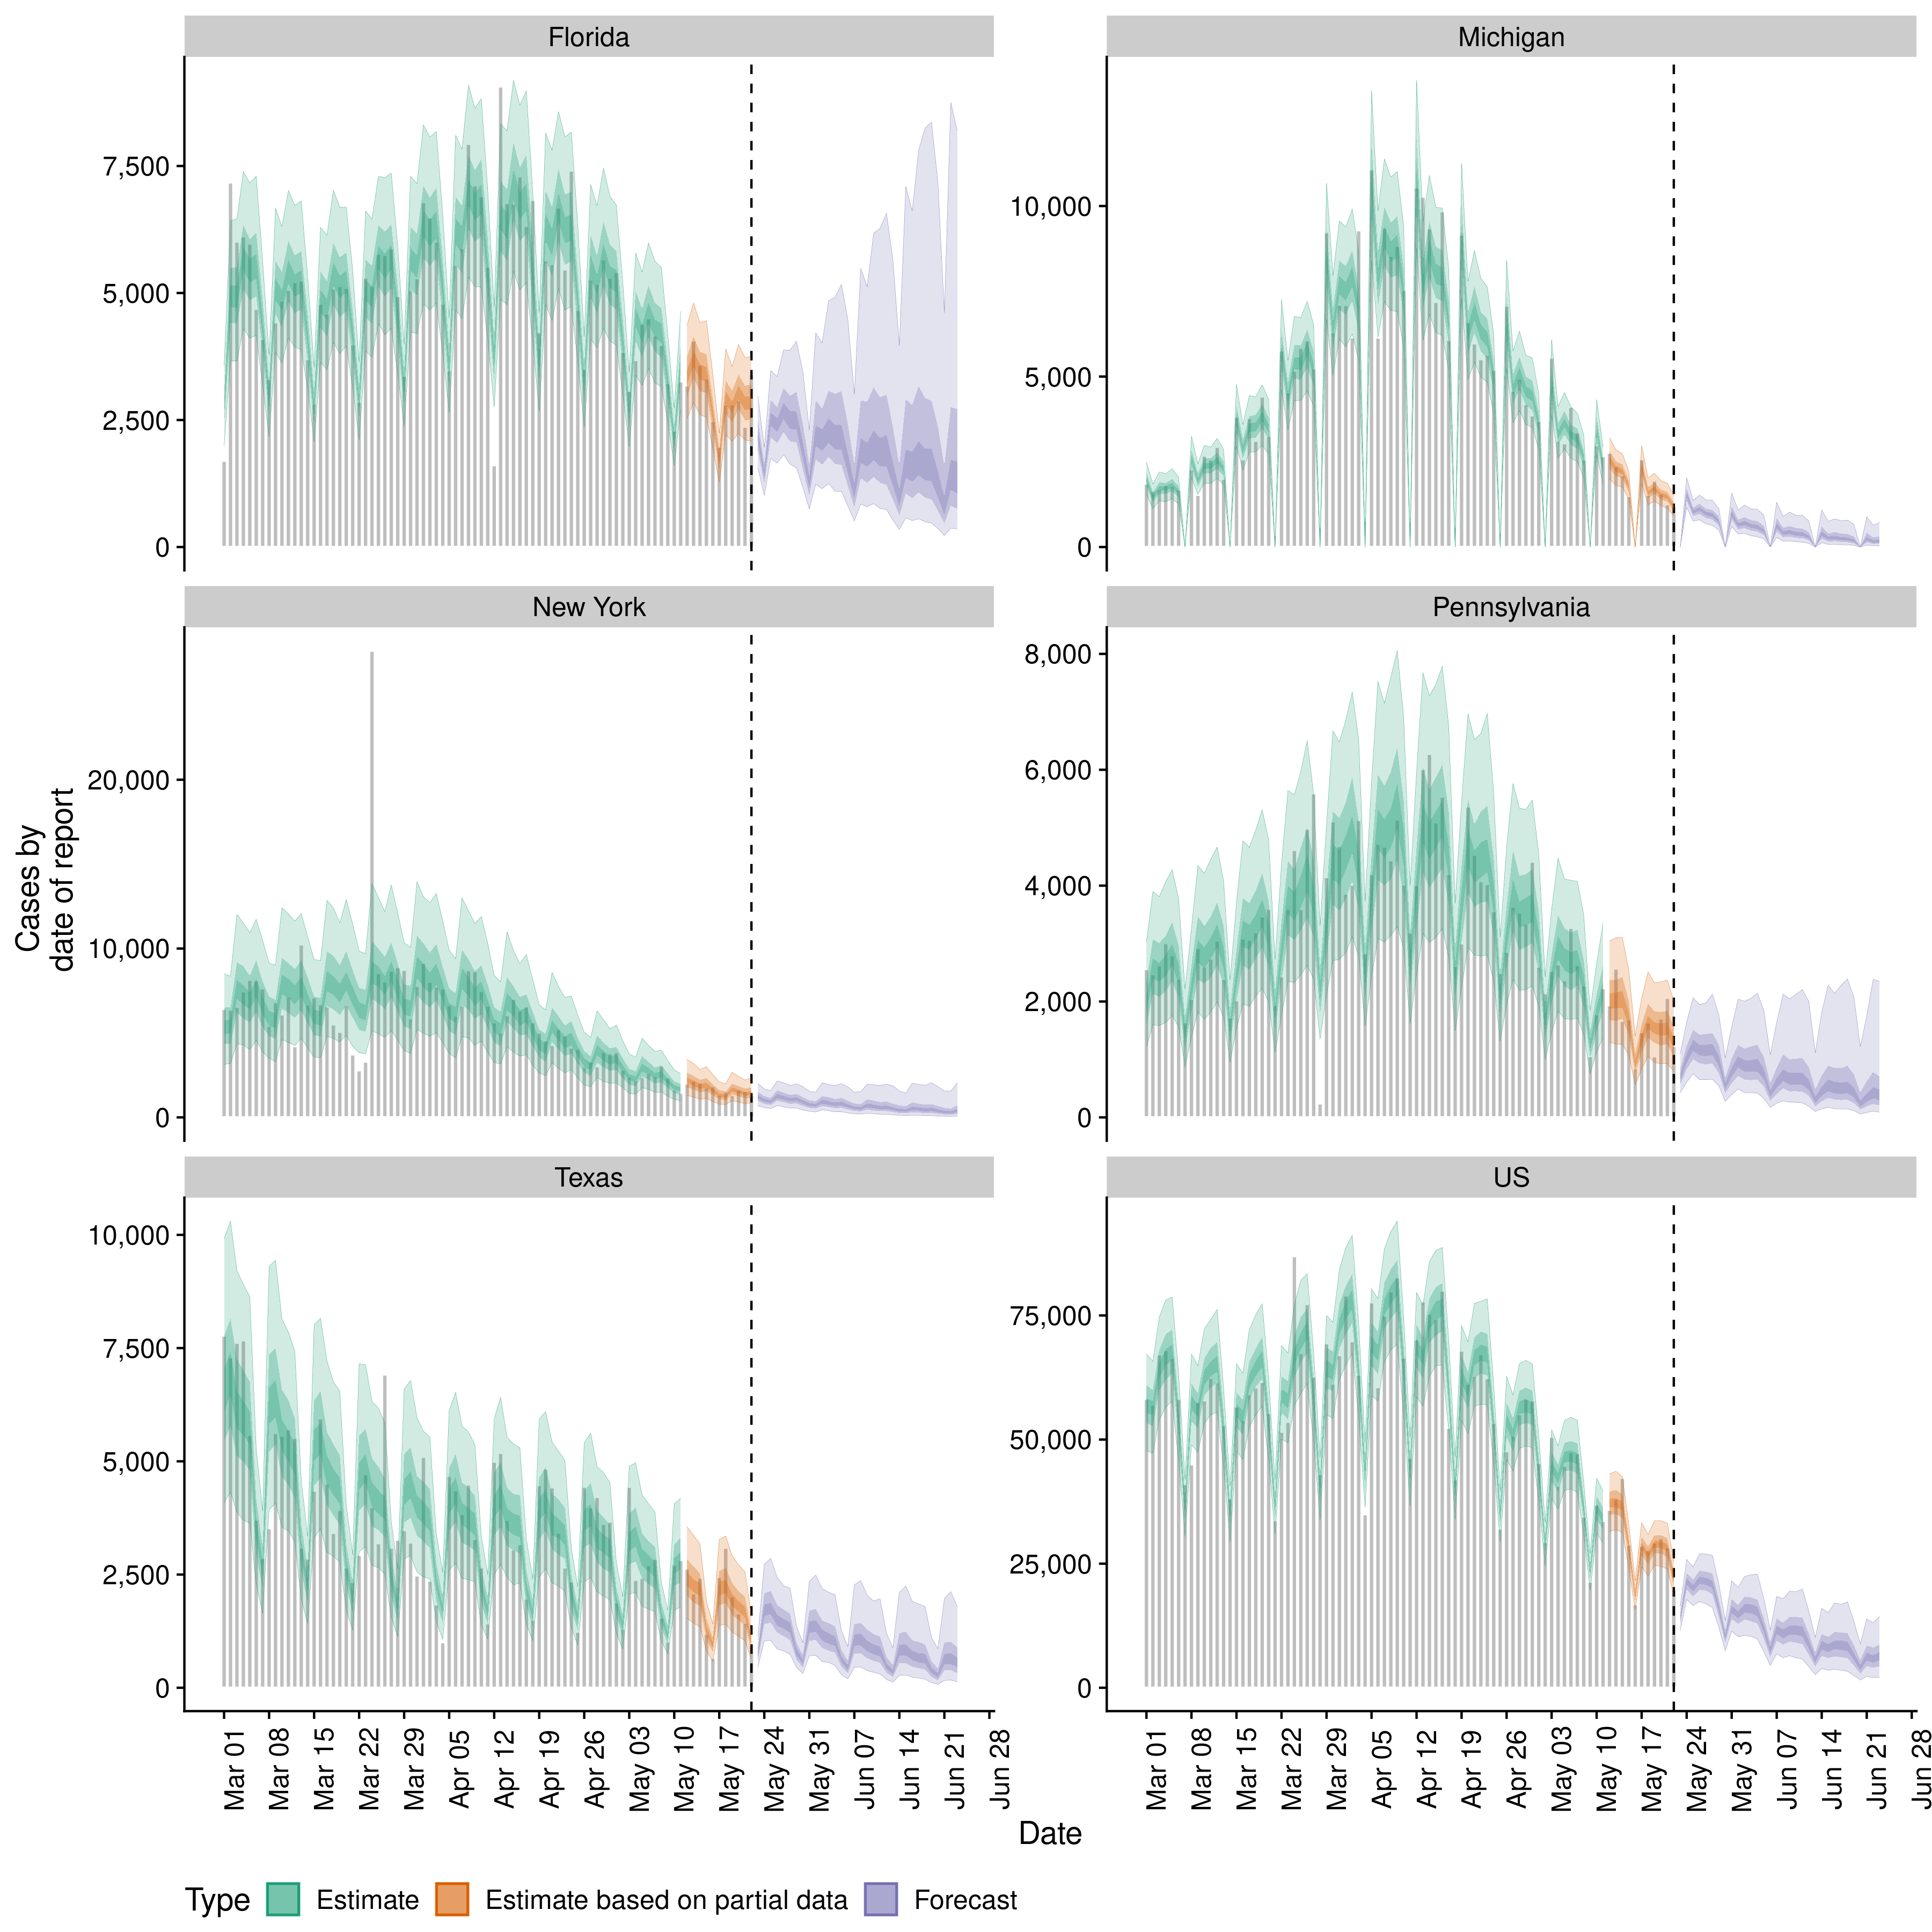 Florida
Michigan
7,500
5,000
2,500
0
10,000
5,000
0
New York
Pennsylvania
20,000
10,000
0
8,000
6,000
4,000
2,000
0
Cases by
date of report
Texas
US
10,000
7,500
5,000
2,500
0
75,000
50,000
25,000
0
Mar 01
Mar 08
Mar 15
Mar 22
Mar 29
Apr 05
Apr 12
Apr 19
Apr 26
May 03
May 10
May 17
May 24
May 31
Jun 07
Jun 14
Jun 21
Jun 28
Mar 01
Mar 08
Mar 15
Mar 22
Mar 29
Apr 05
Apr 12
Apr 19
Apr 26
May 03
May 10
May 17
May 24
May 31
Jun 07
Jun 14
Jun 21
Jun 28
Date
Type Estimate Estimate based on partial data Forecast